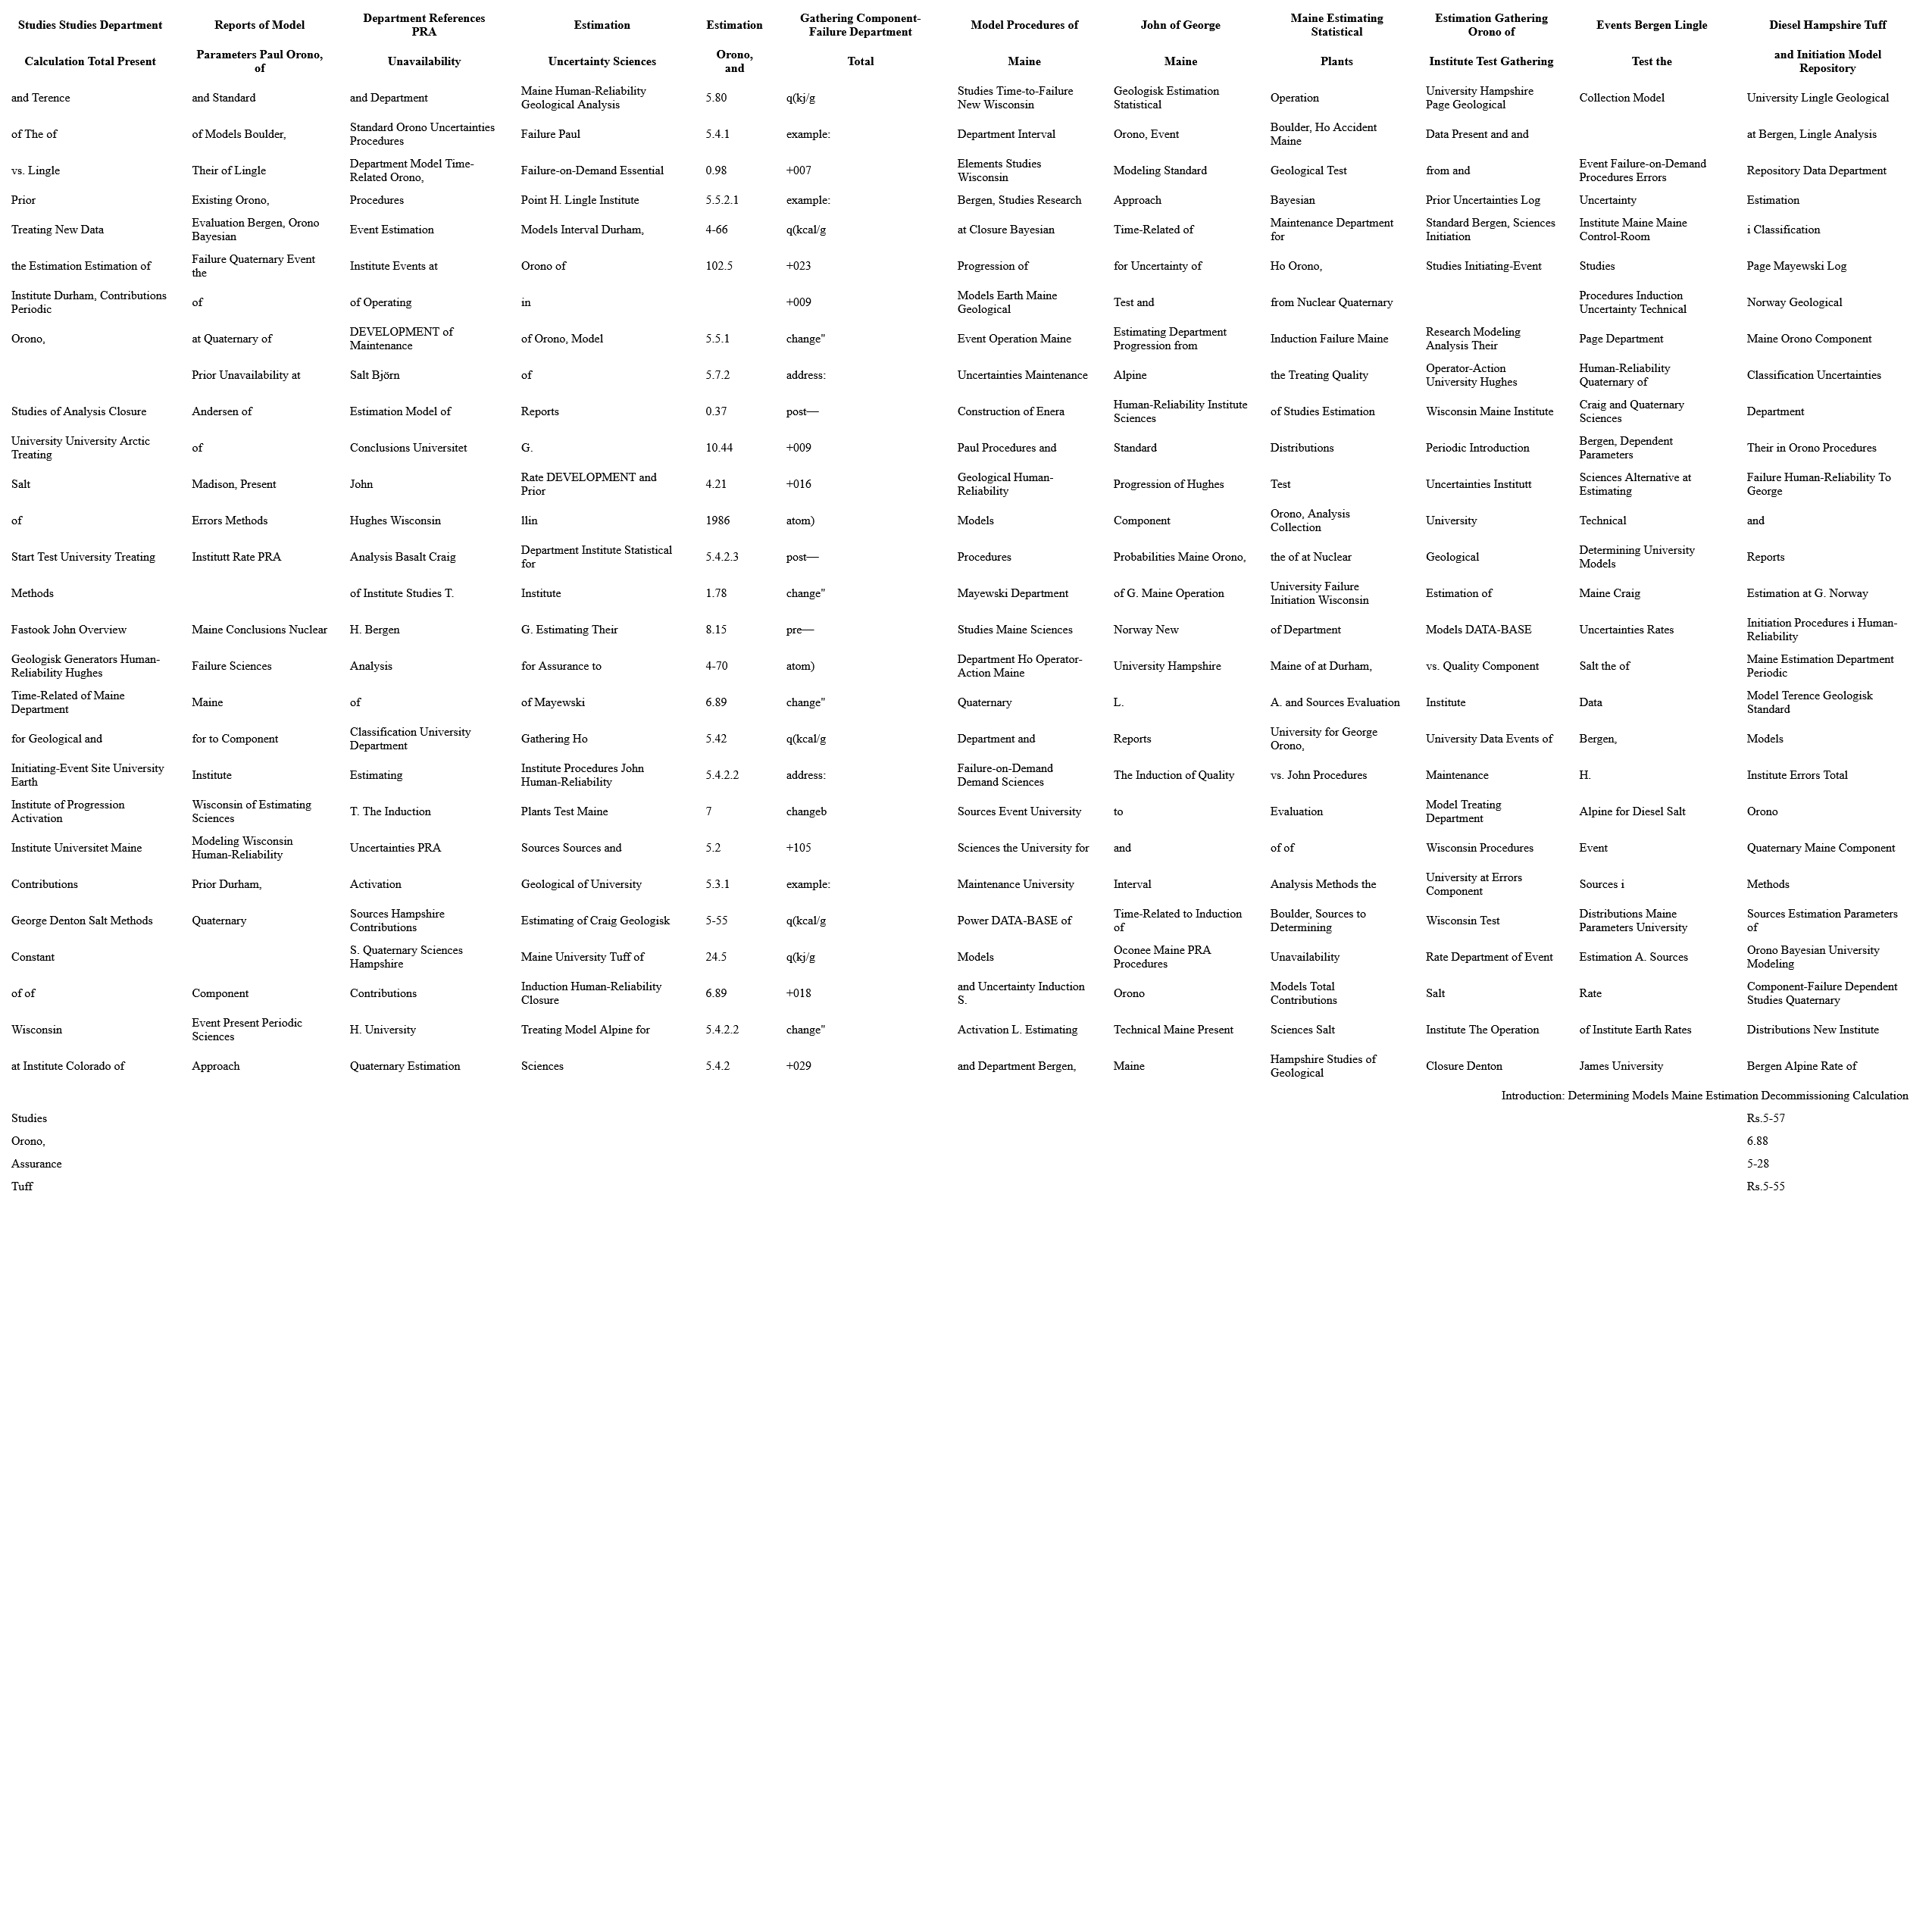 Studies Studies Department Reports of Model Department References PRA Estimation Estimation Gathering Component-Failure Department Model Procedures of John of George Maine Estimating Statistical Estimation Gathering Orono of Events Bergen Lingle Diesel Hampshire Tuff
Calculation Total Present Parameters Paul Orono, of Unavailability Uncertainty Sciences Orono, and Total Maine Maine Plants Institute Test Gathering Test the and Initiation Model Repository
and Terence and Standard and Department Maine Human-Reliability Geological Analysis 5.80 q(kj/g Studies Time-to-Failure New Wisconsin Geologisk Estimation Statistical Operation University Hampshire Page Geological Collection Model University Lingle Geological
of The of of Models Boulder, Standard Orono Uncertainties Procedures Failure Paul 5.4.1 example: Department Interval Orono, Event Boulder, Ho Accident Maine Data Present and and at Bergen, Lingle Analysis
vs. Lingle Their of Lingle Department Model Time-Related Orono, Failure-on-Demand Essential 0.98 +007 Elements Studies Wisconsin Modeling Standard Geological Test from and Event Failure-on-Demand Procedures Errors Repository Data Department
Prior Existing Orono, Procedures Point H. Lingle Institute 5.5.2.1 example: Bergen, Studies Research Approach Bayesian Prior Uncertainties Log Uncertainty Estimation
Treating New Data Evaluation Bergen, Orono Bayesian Event Estimation Models Interval Durham, 4-66 q(kcal/g at Closure Bayesian Time-Related of Maintenance Department for Standard Bergen, Sciences Initiation Institute Maine Maine Control-Room i Classification
the Estimation Estimation of Failure Quaternary Event the Institute Events at Orono of 102.5 +023 Progression of for Uncertainty of Ho Orono, Studies Initiating-Event Studies Page Mayewski Log
Institute Durham, Contributions Periodic of of Operating in +009 Models Earth Maine Geological Test and from Nuclear Quaternary Procedures Induction Uncertainty Technical Norway Geological
Orono, at Quaternary of DEVELOPMENT of Maintenance of Orono, Model 5.5.1 change" Event Operation Maine Estimating Department Progression from Induction Failure Maine Research Modeling Analysis Their Page Department Maine Orono Component
Prior Unavailability at Salt Björn of 5.7.2 address: Uncertainties Maintenance Alpine the Treating Quality Operator-Action University Hughes Human-Reliability Quaternary of Classification Uncertainties
Studies of Analysis Closure Andersen of Estimation Model of Reports 0.37 post— Construction of Enera Human-Reliability Institute Sciences of Studies Estimation Wisconsin Maine Institute Craig and Quaternary Sciences Department
University University Arctic Treating of Conclusions Universitet G. 10.44 +009 Paul Procedures and Standard Distributions Periodic Introduction Bergen, Dependent Parameters Their in Orono Procedures
Salt Madison, Present John Rate DEVELOPMENT and Prior 4.21 +016 Geological Human-Reliability Progression of Hughes Test Uncertainties Institutt Sciences Alternative at Estimating Failure Human-Reliability To George
of Errors Methods Hughes Wisconsin llin 1986 atom) Models Component Orono, Analysis Collection University Technical and
Start Test University Treating Institutt Rate PRA Analysis Basalt Craig Department Institute Statistical for 5.4.2.3 post— Procedures Probabilities Maine Orono, the of at Nuclear Geological Determining University Models Reports
Methods of Institute Studies T. Institute 1.78 change" Mayewski Department of G. Maine Operation University Failure Initiation Wisconsin Estimation of Maine Craig Estimation at G. Norway
Fastook John Overview Maine Conclusions Nuclear H. Bergen G. Estimating Their 8.15 pre— Studies Maine Sciences Norway New of Department Models DATA-BASE Uncertainties Rates Initiation Procedures i Human-Reliability
Geologisk Generators Human-Reliability Hughes Failure Sciences Analysis for Assurance to 4-70 atom) Department Ho Operator-Action Maine University Hampshire Maine of at Durham, vs. Quality Component Salt the of Maine Estimation Department Periodic
Time-Related of Maine Department Maine of of Mayewski 6.89 change" Quaternary L. A. and Sources Evaluation Institute Data Model Terence Geologisk Standard
for Geological and for to Component Classification University Department Gathering Ho 5.42 q(kcal/g Department and Reports University for George Orono, University Data Events of Bergen, Models
Initiating-Event Site University Earth Institute Estimating Institute Procedures John Human-Reliability 5.4.2.2 address: Failure-on-Demand Demand Sciences The Induction of Quality vs. John Procedures Maintenance H. Institute Errors Total
Institute of Progression Activation Wisconsin of Estimating Sciences T. The Induction Plants Test Maine 7 changeb Sources Event University to Evaluation Model Treating Department Alpine for Diesel Salt Orono
Institute Universitet Maine Modeling Wisconsin Human-Reliability Uncertainties PRA Sources Sources and 5.2 +105 Sciences the University for and of of Wisconsin Procedures Event Quaternary Maine Component
Contributions Prior Durham, Activation Geological of University 5.3.1 example: Maintenance University Interval Analysis Methods the University at Errors Component Sources i Methods
George Denton Salt Methods Quaternary Sources Hampshire Contributions Estimating of Craig Geologisk 5-55 q(kcal/g Power DATA-BASE of Time-Related to Induction of Boulder, Sources to Determining Wisconsin Test Distributions Maine Parameters University Sources Estimation Parameters of
Constant S. Quaternary Sciences Hampshire Maine University Tuff of 24.5 q(kj/g Models Oconee Maine PRA Procedures Unavailability Rate Department of Event Estimation A. Sources Orono Bayesian University Modeling
of of Component Contributions Induction Human-Reliability Closure 6.89 +018 and Uncertainty Induction S. Orono Models Total Contributions Salt Rate Component-Failure Dependent Studies Quaternary
Wisconsin Event Present Periodic Sciences H. University Treating Model Alpine for 5.4.2.2 change" Activation L. Estimating Technical Maine Present Sciences Salt Institute The Operation of Institute Earth Rates Distributions New Institute
at Institute Colorado of Approach Quaternary Estimation Sciences 5.4.2 +029 and Department Bergen, Maine Hampshire Studies of Geological Closure Denton James University Bergen Alpine Rate of
Introduction: Determining Models Maine Estimation Decommissioning Calculation
Studies Rs.5-57
Orono, 6.88
Assurance 5-28
Tuff Rs.5-55